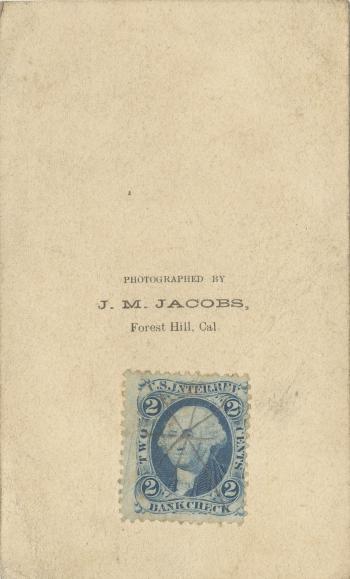 PHOTOGRAPHED BY
J. M. JACOBS,
Forest Hill, Cal
U.S. INTER. REV.
2 2
TWO CENTS
2 2
BANK CHECK